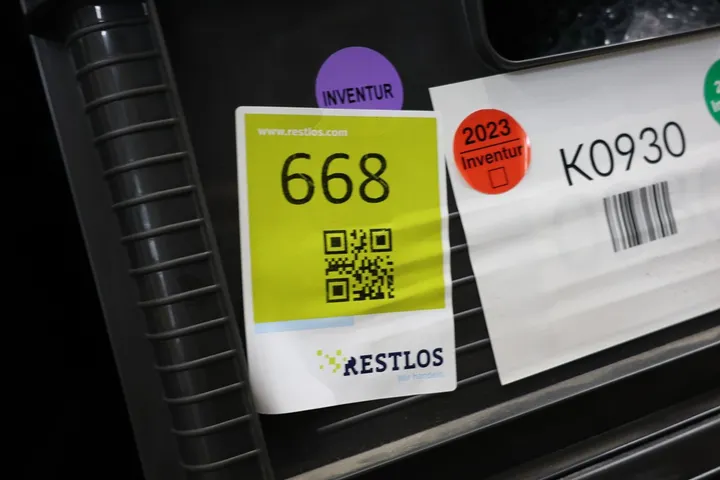 INVENTUR
www.restlos.com
668
RESTLOS
2023
Inventur
K0930